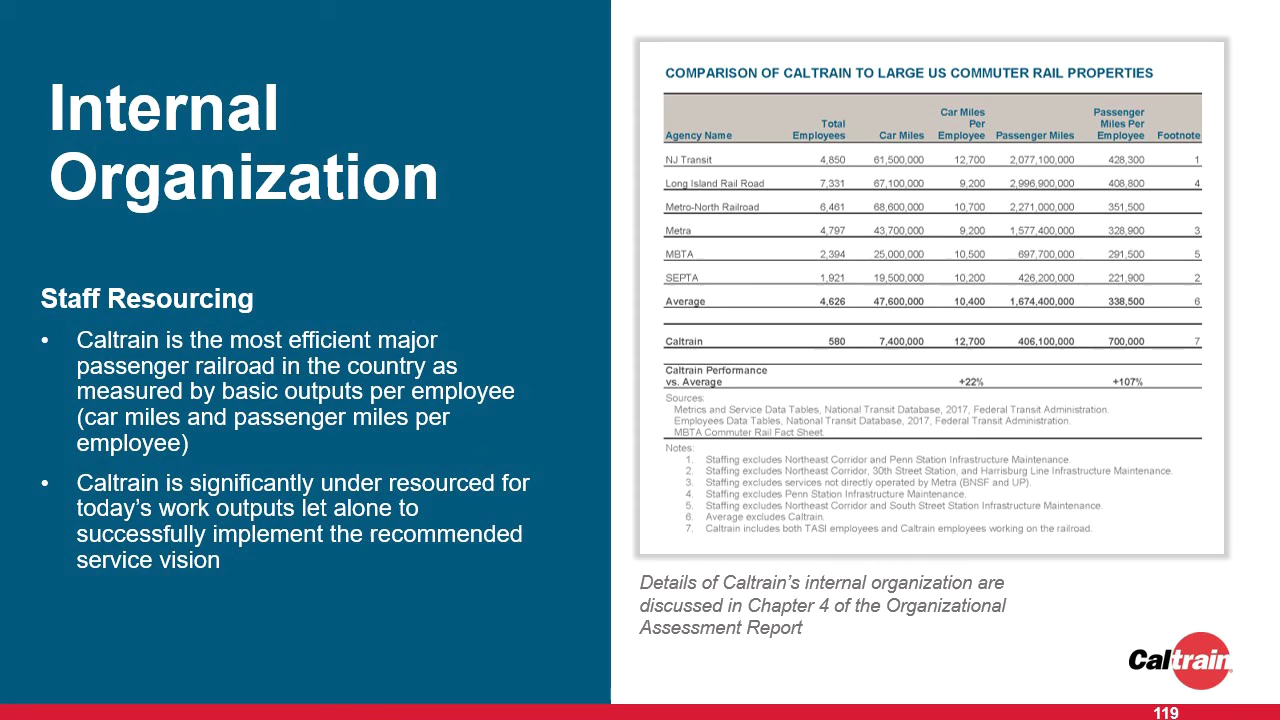 Internal
Organization
Staff Resourcing
• Caltrain is the most efficient major
passenger railroad in the country as
measured by basic outputs per employee
(car miles and passenger miles per
employee)
• Caltrain is significantly under resourced for
today's work outputs let alone to
successfully implement the recommended
service vision
COMPARISON OF CALTRAIN TO LARGE US COMMUTER RAIL PROPERTIES
Agency Name Total Employees Car Miles Car Miles Per Employee Passenger Miles Passenger Miles Per Employee Footnote
NJ Transit 4,850 61,500,000 12,700 2,077,100,000 428,300 1
Long Island Rail Road 7,331 67,100,000 9,200 2,996,900,000 408,800 4
Metro-North Railroad 6,461 68,600,000 10,700 2,271,000,000 351,500
Metra 4,797 43,700,000 9,200 1,577,400,000 328,900 3
MBTA 2,394 25,000,000 10,500 697,700,000 291,500 5
SEPTA 1,921 19,500,000 10,200 426,200,000 221,900 2
Average 4,626 47,600,000 10,400 1,674,400,000 338,500 6
Caltrain 580 7,400,000 12,700 406,100,000 700,000 7
Caltrain Performance
vs. Average +22% +107%
Sources:
Metrics and Service Data Tables, National Transit Database, 2017, Federal Transit Administration.
Employees Data Tables, National Transit Database, 2017, Federal Transit Administration.
MBTA Commuter Rail Fact Sheet.
Notes:
1. Staffing excludes Northeast Corridor and Penn Station Infrastructure Maintenance.
2. Staffing excludes Northeast Corridor, 30th Street Station, and Harrisburg Line Infrastructure Maintenance.
3. Staffing excludes services not directly operated by Metra (BNSF and UP).
4. Staffing excludes Penn Station Infrastructure Maintenance.
5. Staffing excludes Northeast Corridor and South Street Station Infrastructure Maintenance.
6. Average excludes Caltrain.
7. Caltrain includes both TASI employees and Caltrain employees working on the railroad.
Details of Caltrain's internal organization are
discussed in Chapter 4 of the Organizational
Assessment Report
Caltrain
119